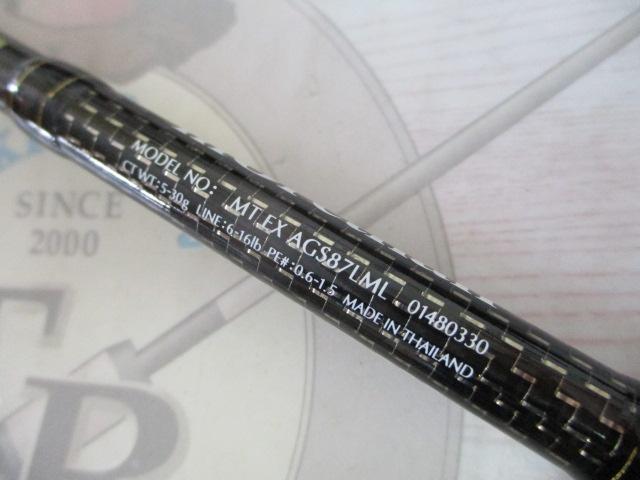 MODEL NO: MT EX AGS87LML 01480330
CT WT:5-30g LINE:6-16lb PE#:0.6-1.5 MADE IN THAILAND
SINCE
2000